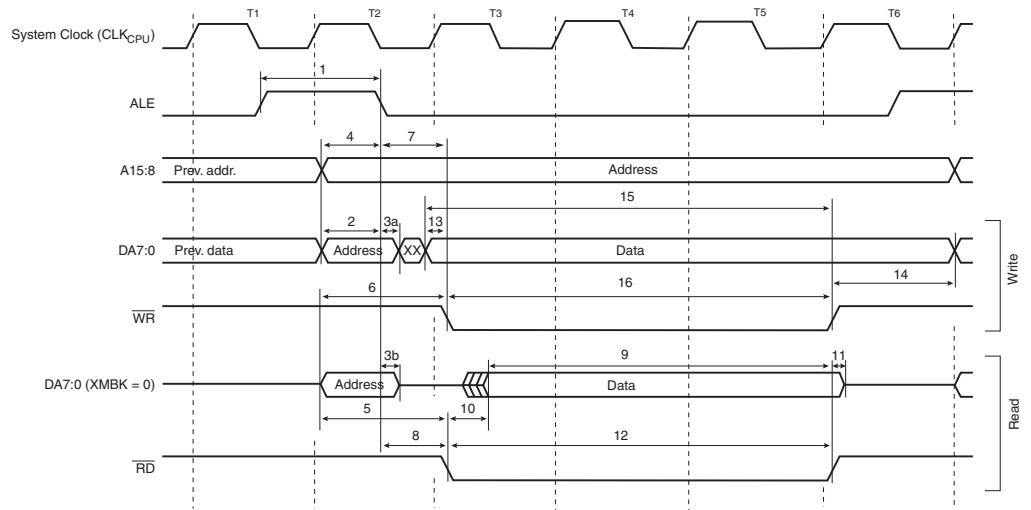 T1 T2 T3 T4 T5 T6
System Clock (CLKCPU)
1
ALE
4 7
A15:8 Prev. addr. Address
15
2 3a 13
DA7:0 Prev. data Address XX Data
14
6 16
WR
Write
3b 9 11
DA7:0 (XMBK = 0) Address Data
5 10
8 12
RD
Read